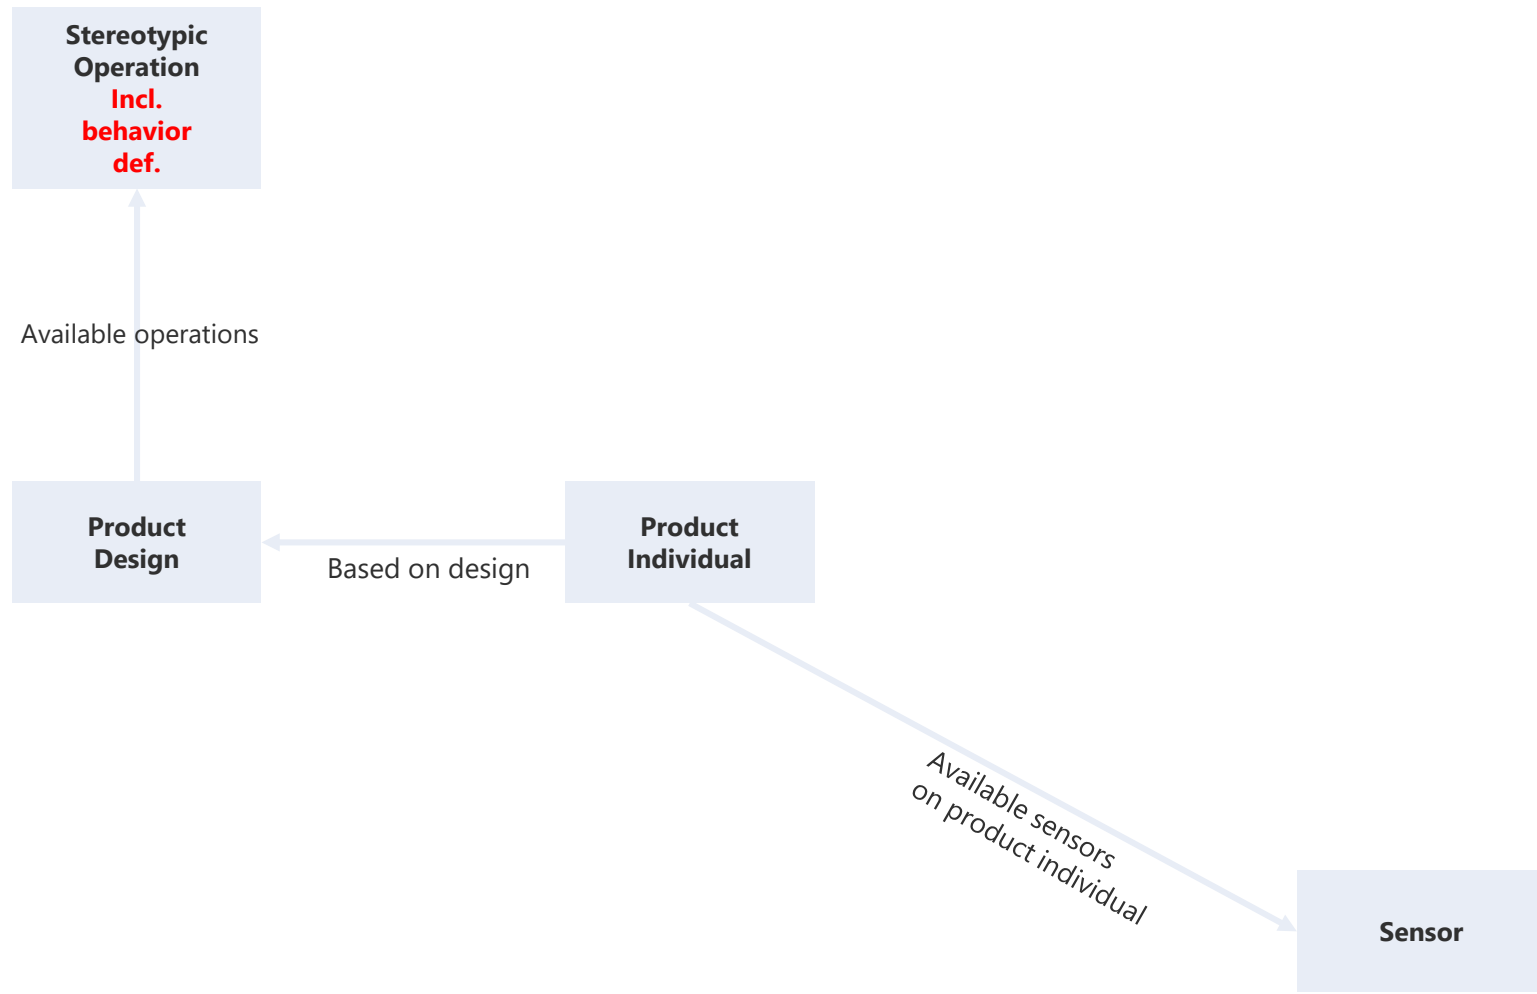 Stereotypic
Operation
Incl.
behavior
def.
Available operations
Product
Design
Based on design
Product
Individual
Available sensors
on product individual
Sensor